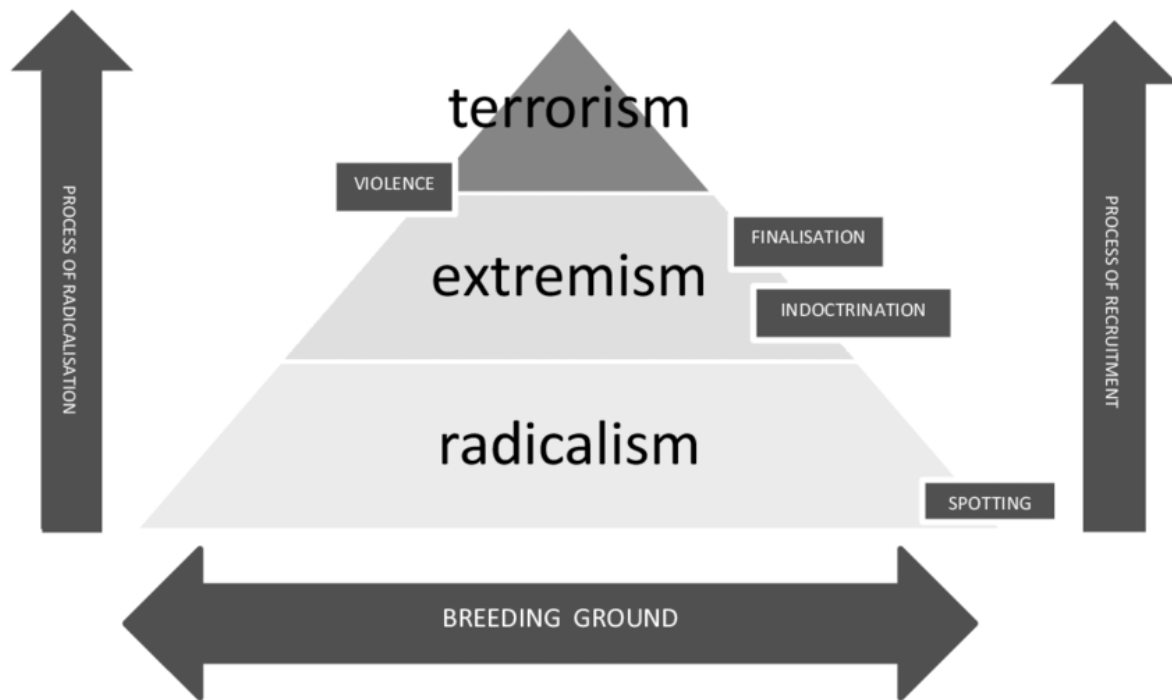 terrorism
VIOLENCE
PROCESS OF RADICALISATION
PROCESS OF RECRUITMENT
FINALISATION
extremism
INDOCTRINATION
radicalism
SPOTTING
BREEDING GROUND